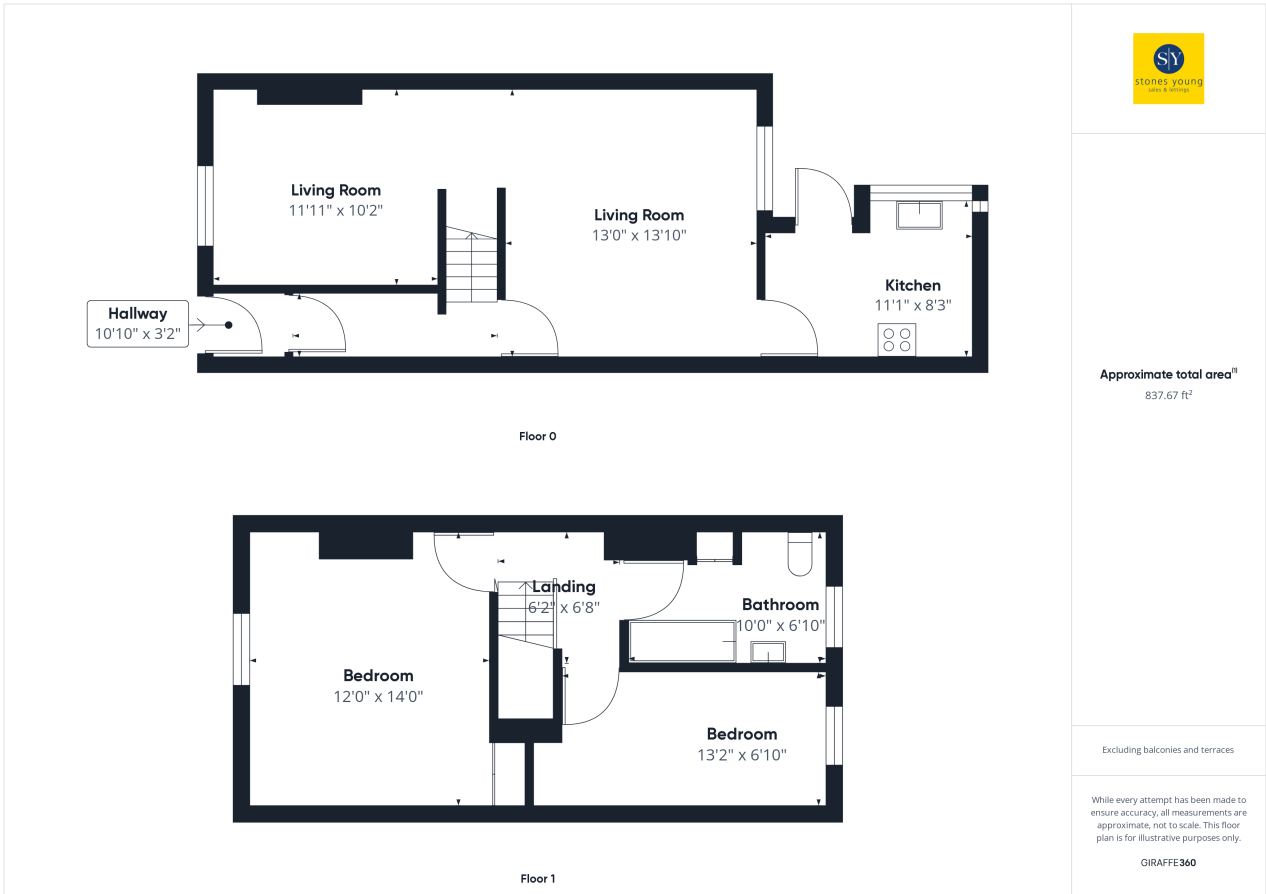 Living Room
11'11" x 10'2"
Living Room
13'0" x 13'10"
Kitchen
11'1" x 8'3"
Hallway
10'10" x 3'2"
Floor 0
Landing
6'2" x 6'8"
Bathroom
10'0" x 6'10"
Bedroom
12'0" x 14'0"
Bedroom
13'2" x 6'10"
Floor 1
S|Y
stones young
sales & lettings
Approximate total area(1)
837.67 ft²
Excluding balconies and terraces
While every attempt has been made to
ensure accuracy, all measurements are
approximate, not to scale. This floor
plan is for illustrative purposes only.
GIRAFFE360